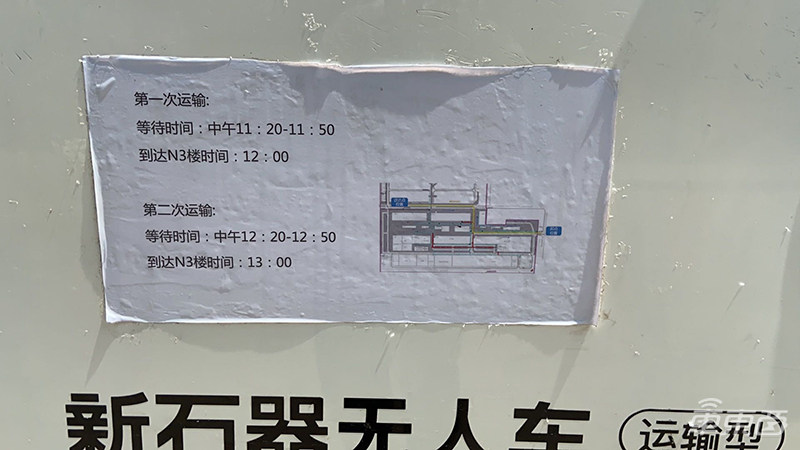 第一次运输:
等待时间：中午11：20-11：50
到达N3楼时间：12：00
第二次运输:
等待时间：中午12：20-12：50
到达N3楼时间：13：00
新石器无人车
运输型